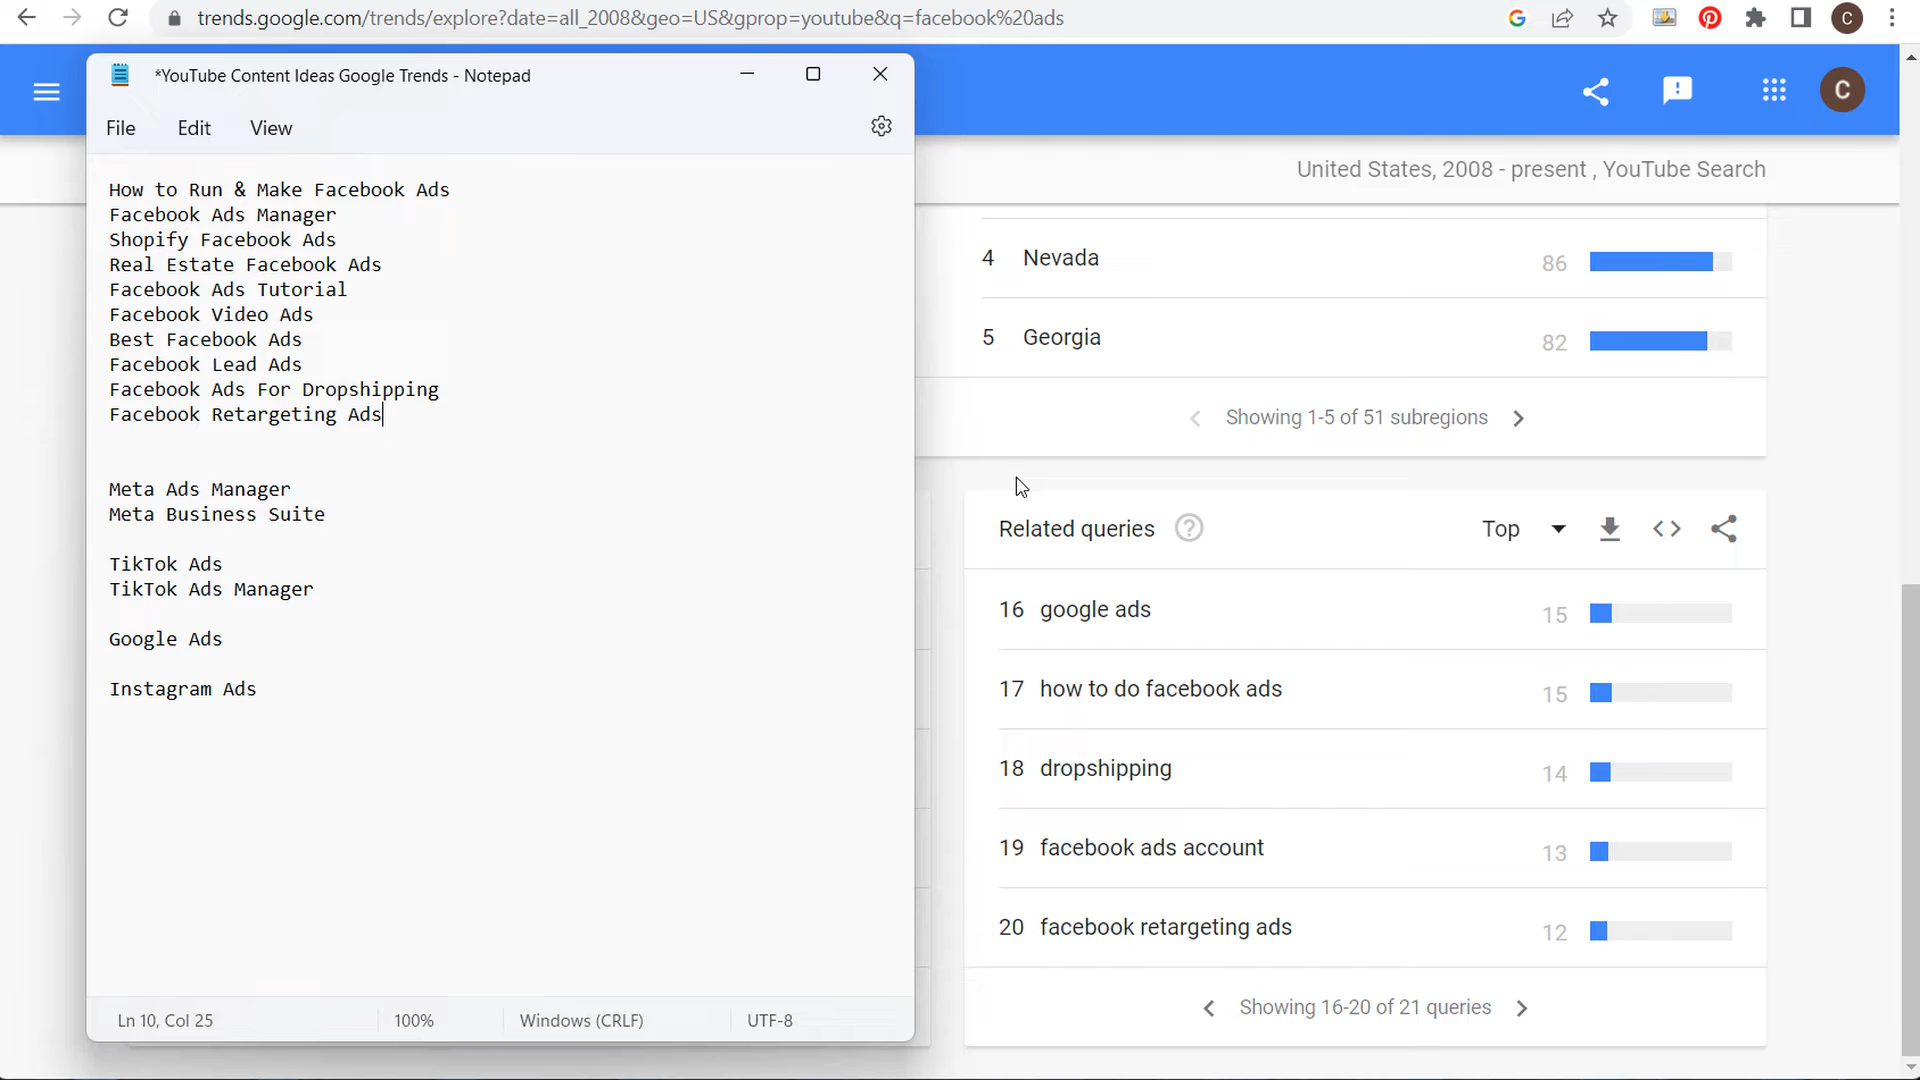 trends.google.com/trends/explore?date=all_2008&geo=US&gprop=youtube&q=facebook%20ads
C
*YouTube Content Ideas Google Trends - Notepad
File Edit View
How to Run & Make Facebook Ads
Facebook Ads Manager
Shopify Facebook Ads
Real Estate Facebook Ads
Facebook Ads Tutorial
Facebook Video Ads
Best Facebook Ads
Facebook Lead Ads
Facebook Ads For Dropshipping
Facebook Retargeting Ads
Meta Ads Manager
Meta Business Suite
TikTok Ads
TikTok Ads Manager
Google Ads
Instagram Ads
Ln 10, Col 25 100% Windows (CRLF) UTF-8
C
United States, 2008 - present , YouTube Search
4 Nevada 86
5 Georgia 82
Showing 1-5 of 51 subregions
Related queries ? Top
16 google ads 15
17 how to do facebook ads 15
18 dropshipping 14
19 facebook ads account 13
20 facebook retargeting ads 12
Showing 16-20 of 21 queries